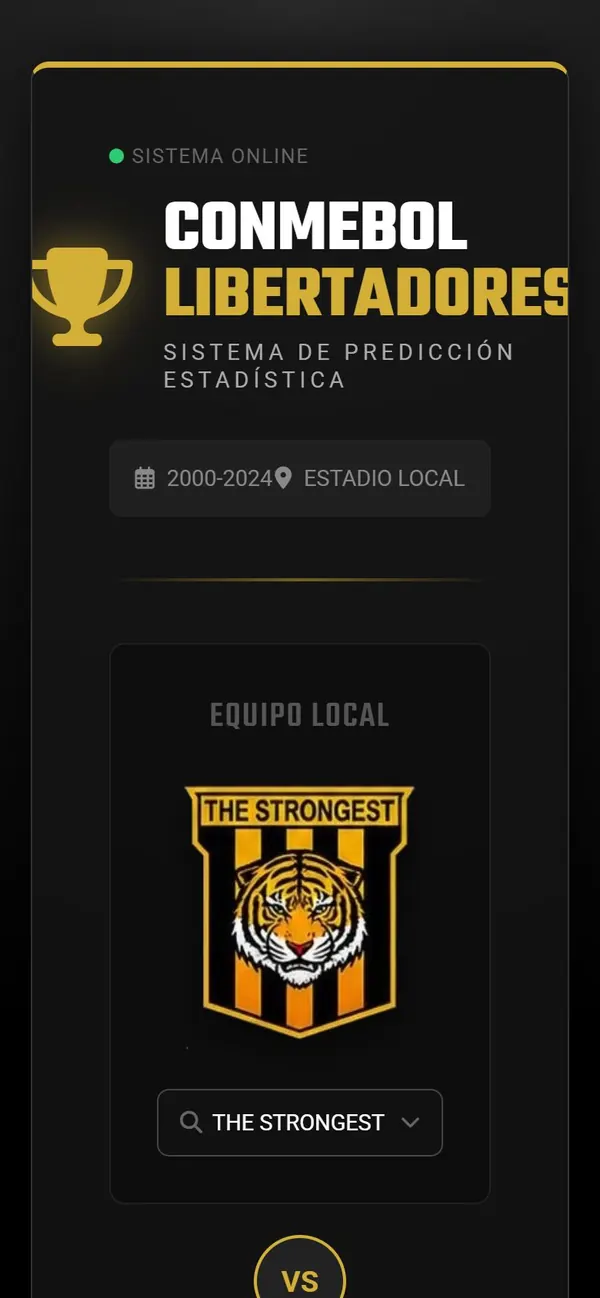 SISTEMA ONLINE
CONMEBOL
LIBERTADORES
SISTEMA DE PREDICCIÓN
ESTADÍSTICA
2000-2024 ESTADIO LOCAL
EQUIPO LOCAL
THE STRONGEST
THE STRONGEST
VS